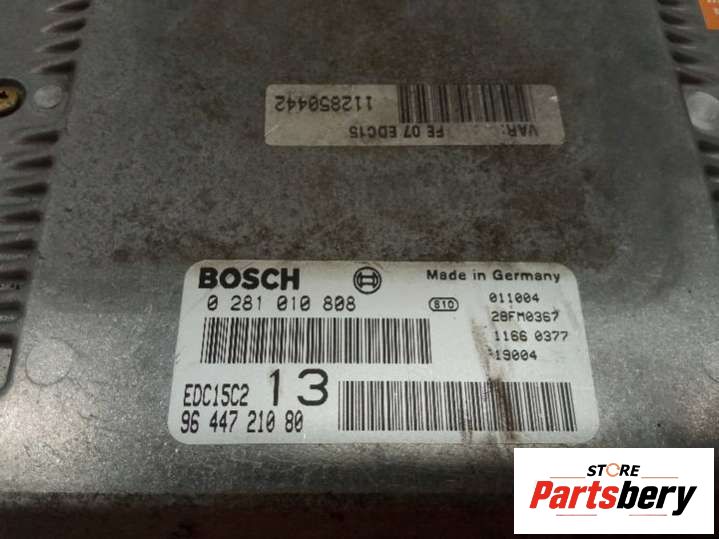 VAR:
FE 07 EDC15
112850442
BOSCH
Made in Germany
0 281 010 808
810
011004
28FM0367
1166 0377
19004
EDC15C2 13
96 447 210 80
STORE
Partsbery